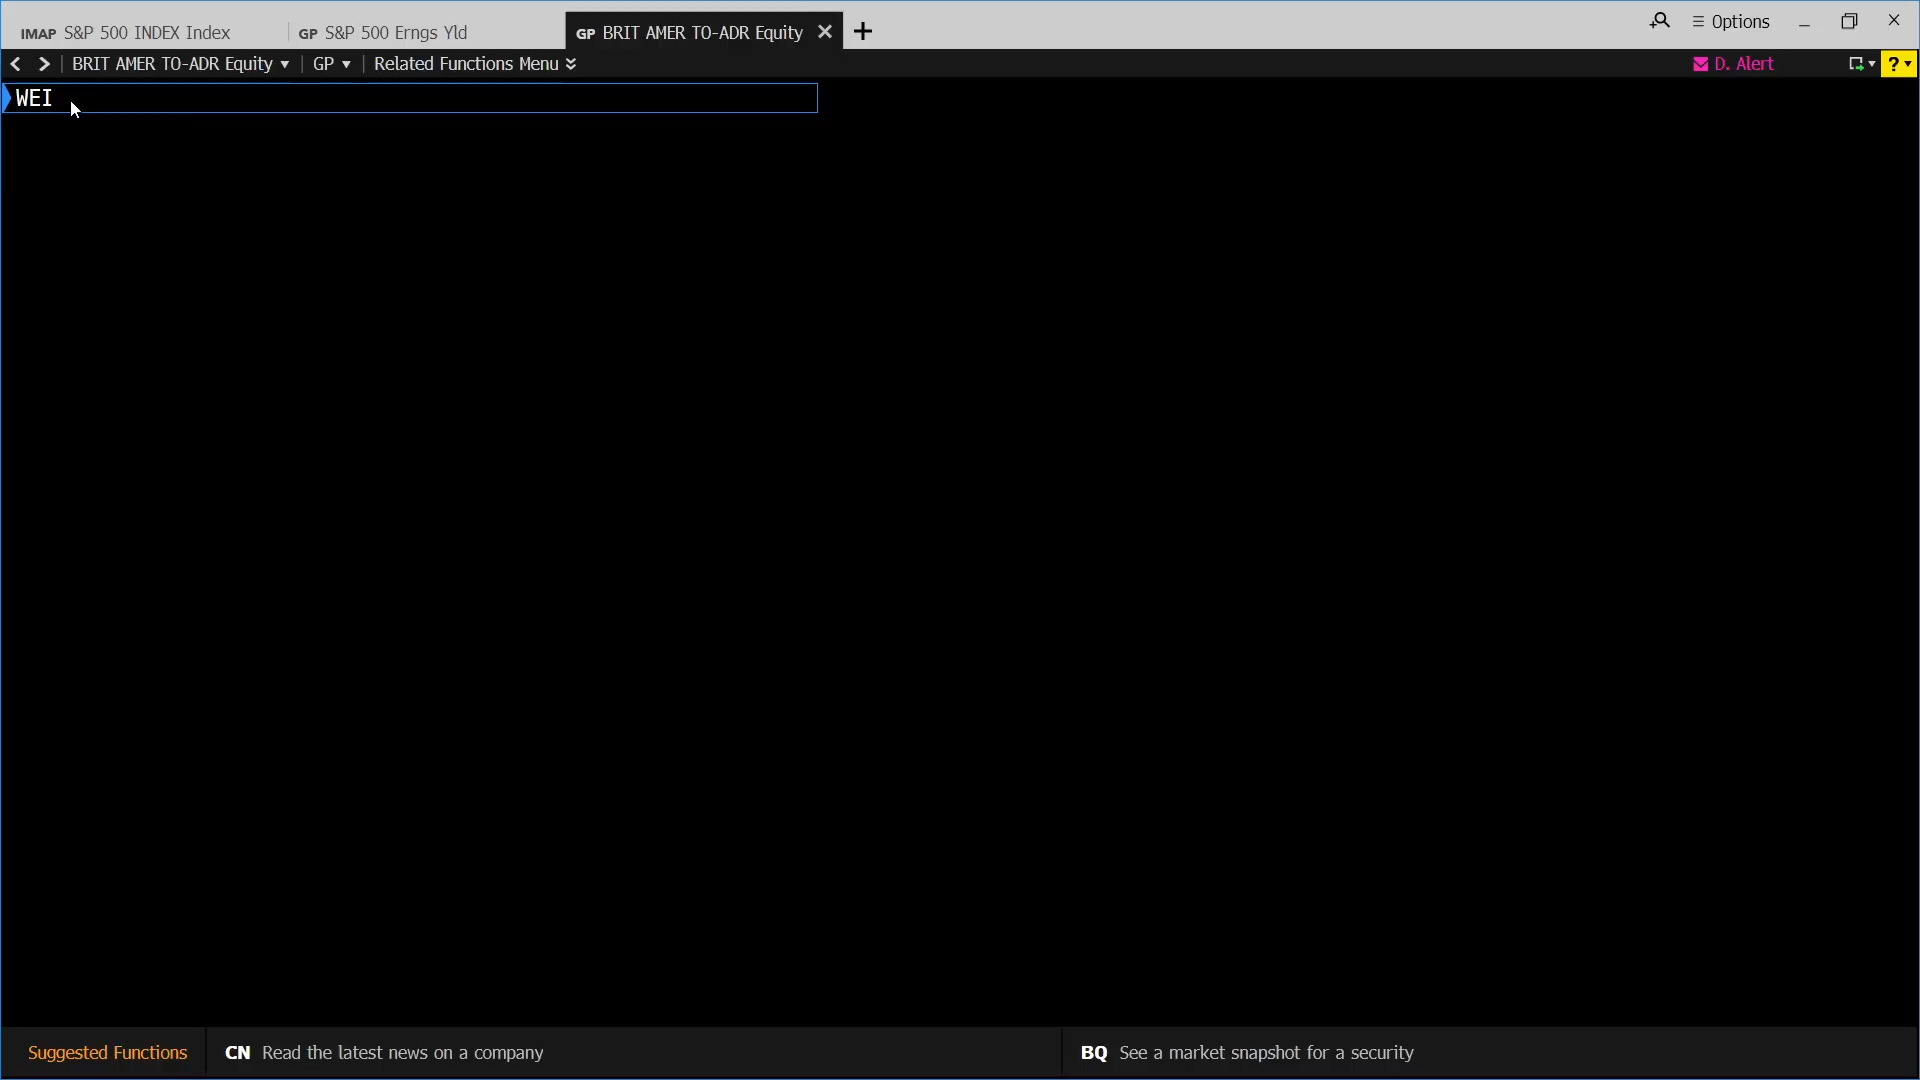 IMAP S&P 500 INDEX Index GP S&P 500 Erngs Yld GP BRIT AMER TO-ADR Equity Options
BRIT AMER TO-ADR Equity GP Related Functions Menu D. Alert ?
WEI
Suggested Functions CN Read the latest news on a company BQ See a market snapshot for a security